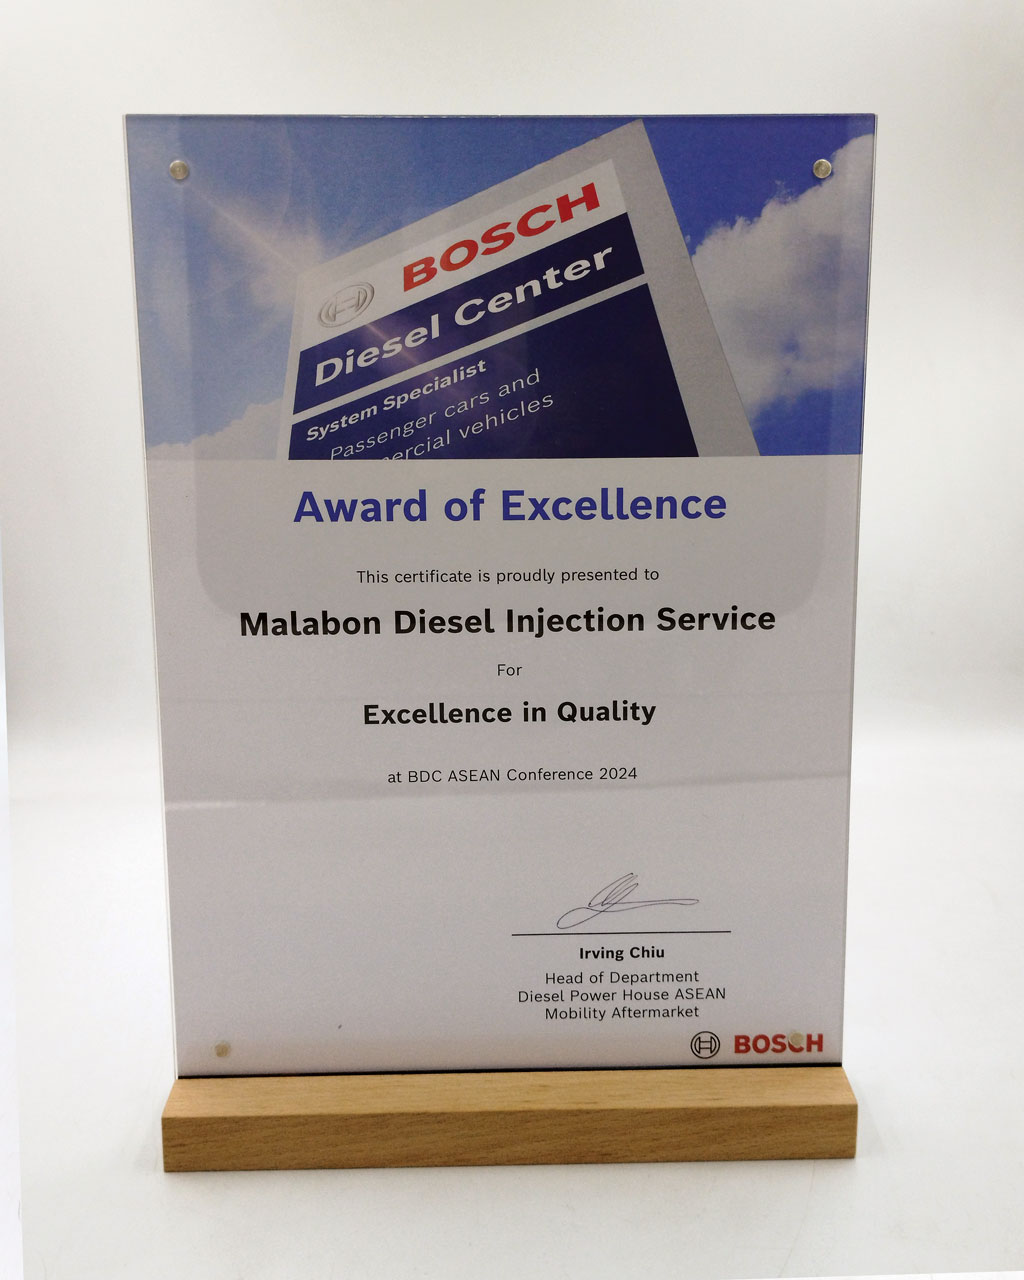 BOSCH
Diesel Center
System Specialist
Passenger cars and
mercial vehicles
Award of Excellence
This certificate is proudly presented to
Malabon Diesel Injection Service
For
Excellence in Quality
at BDC ASEAN Conference 2024
Irving Chiu
Head of Department
Diesel Power House ASEAN
Mobility Aftermarket
BOSCH